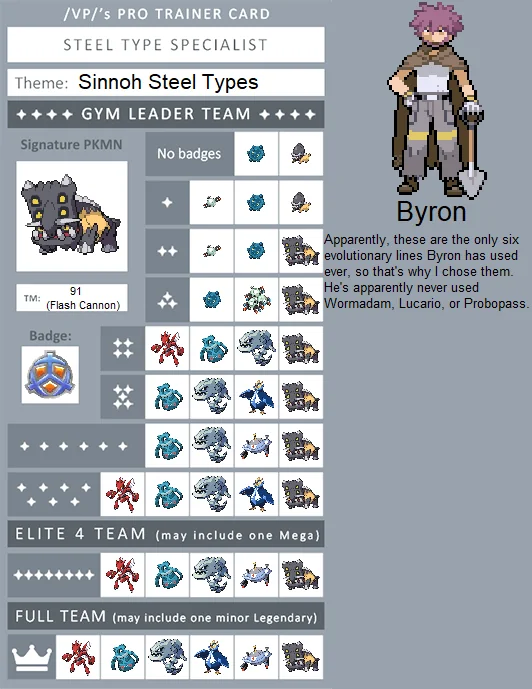 /VP/'s PRO TRAINER CARD
STEEL TYPE SPECIALIST
Theme: Sinnoh Steel Types
GYM LEADER TEAM
Signature PKMN
No badges
TM: 91
(Flash Cannon)
Badge:
ELITE 4 TEAM (may include one Mega)
FULL TEAM (may include one minor Legendary)
Byron
Apparently, these are the only six
evolutionary lines Byron has used
ever, so that's why I chose them.
He's apparently never used
Wormadam, Lucario, or Probopass.